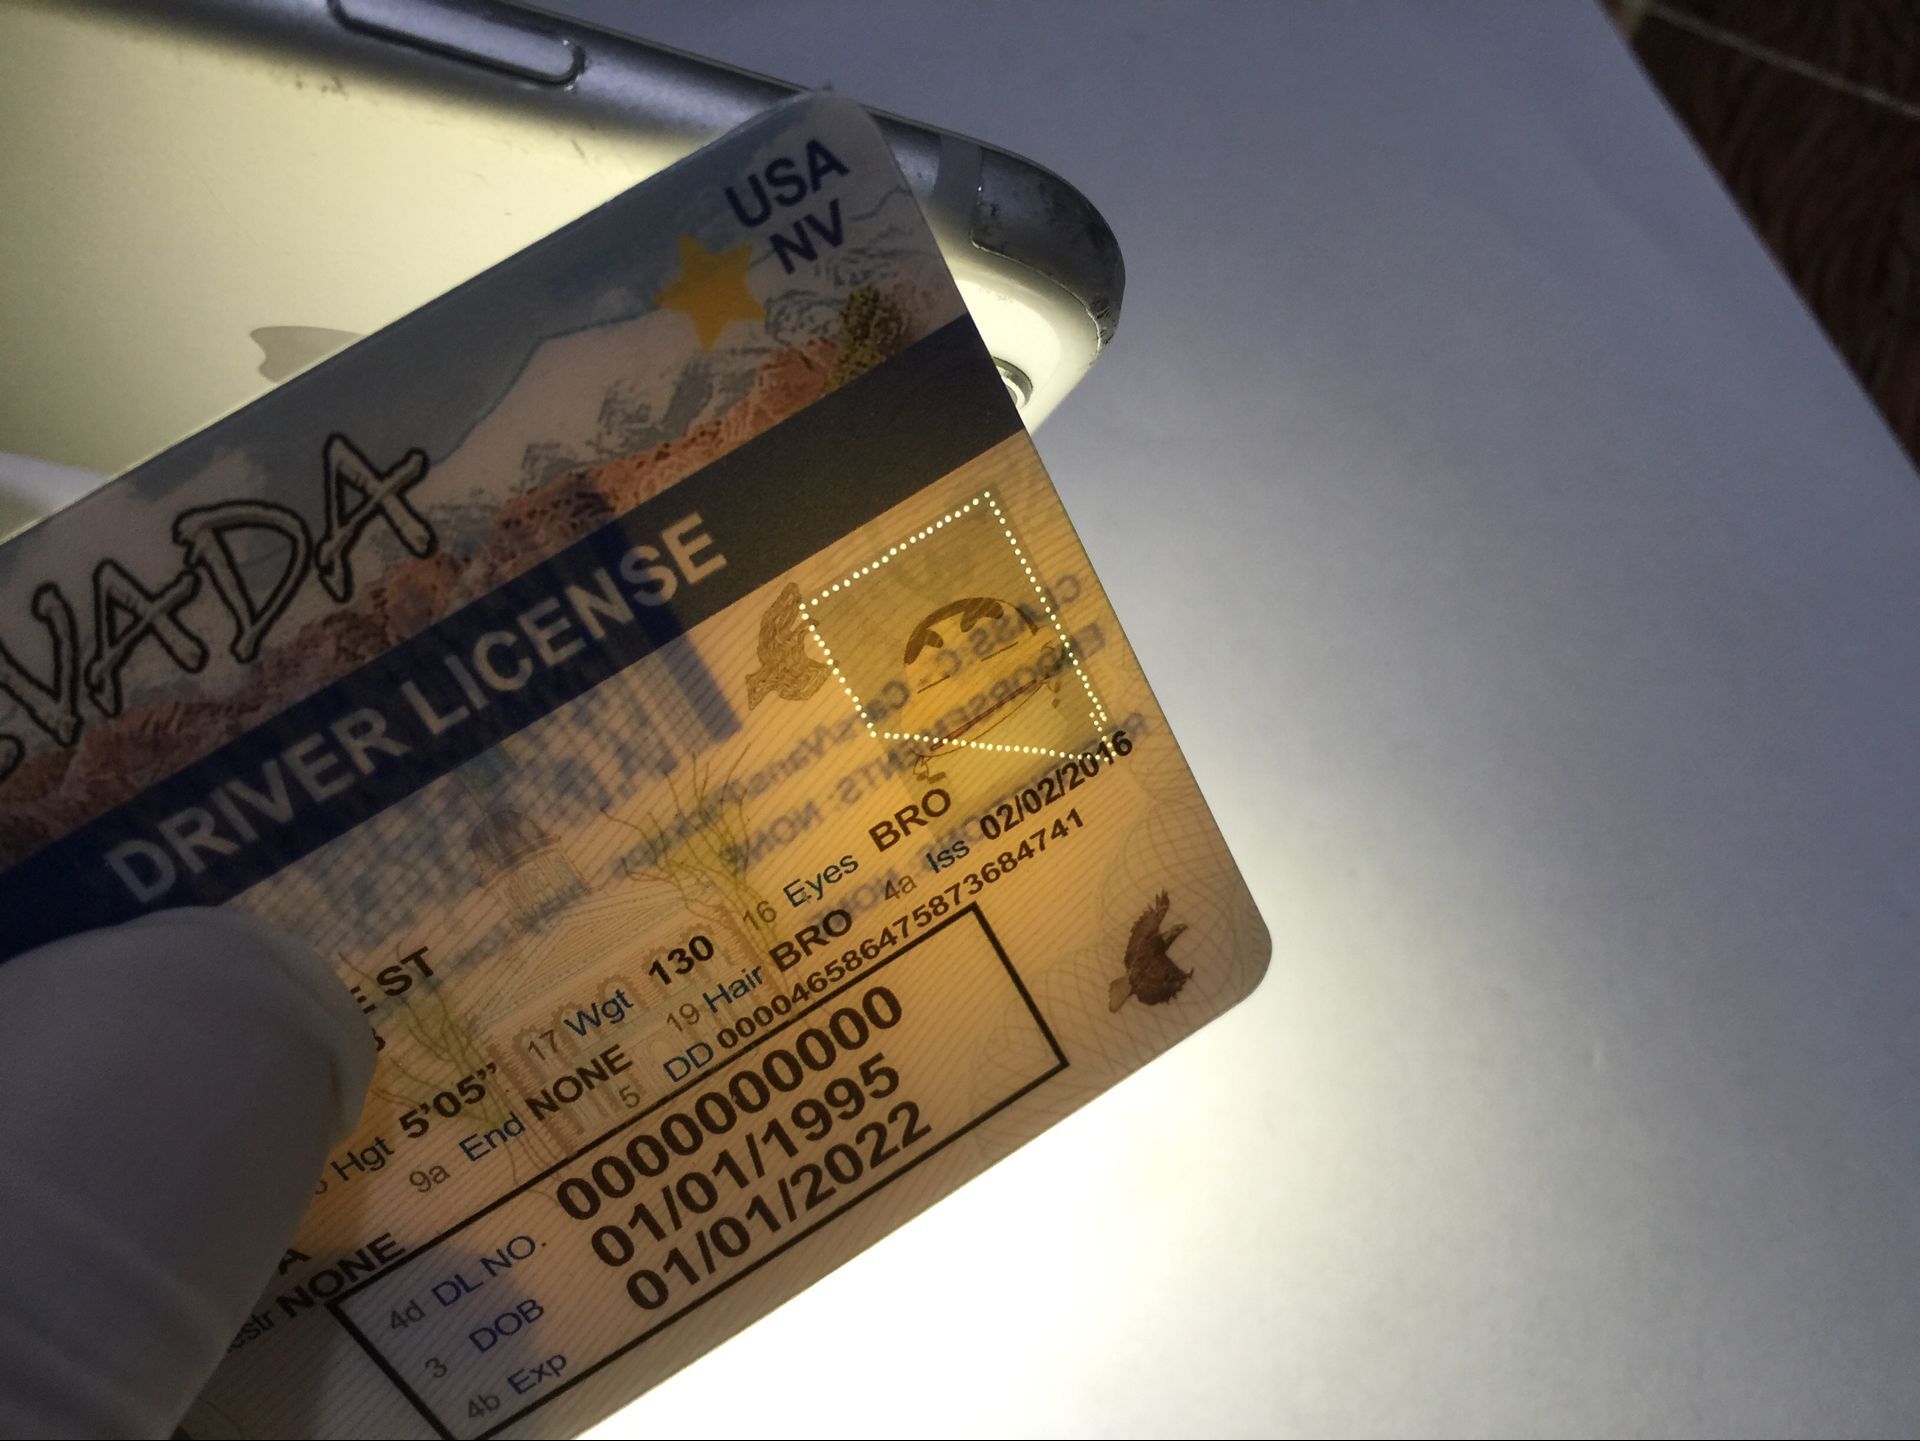 USA
NV
VADA
DRIVER LICENSE
E ST
Hgt 5'05" 17 Wgt 130 16 Eyes BRO
9a End NONE 19 Hair BRO 4a Iss 02/02/2016
estr NONE 5 DD 000046586475873684741
4d DL NO. 0000000000
3 DOB 01/01/1995
4b Exp 01/01/2022